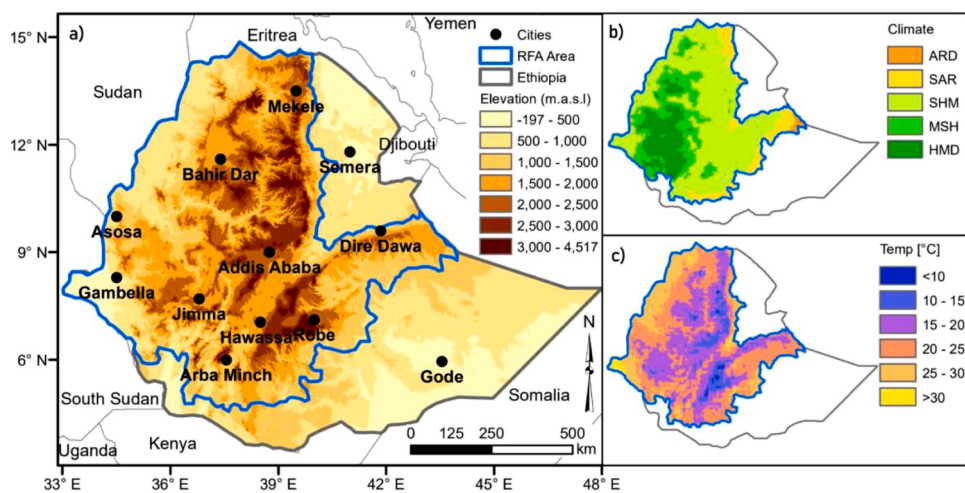 a)
Yemen
Eritrea
Sudan
Djibouti
Somalia
South Sudan
Uganda
Kenya
Mekele
Bahir Dar
Semera
Asosa
Dire Dawa
Addis Ababa
Gambella
Jimma
Hawassa
Robe
Arba Minch
Gode
Cities
RFA Area
Ethiopia
Elevation (m.a.s.l)
-197 - 500
500 - 1,000
1,000 - 1,500
1,500 - 2,000
2,000 - 2,500
2,500 - 3,000
3,000 - 4,517
N
0 125 250 500
km
15° N
12° N
9° N
6° N
33° E 36° E 39° E 42° E 48° E
b)
Climate
ARD
SAR
SHM
MSH
HMD
c)
Temp [°C]
<10
10 - 15
15 - 20
20 - 25
25 - 30
>30